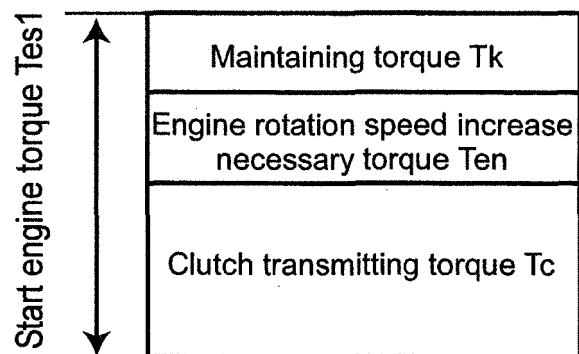 Start engine torque Tes1
Maintaining torque Tk
Engine rotation speed increase
necessary torque Ten
Clutch transmitting torque Tc